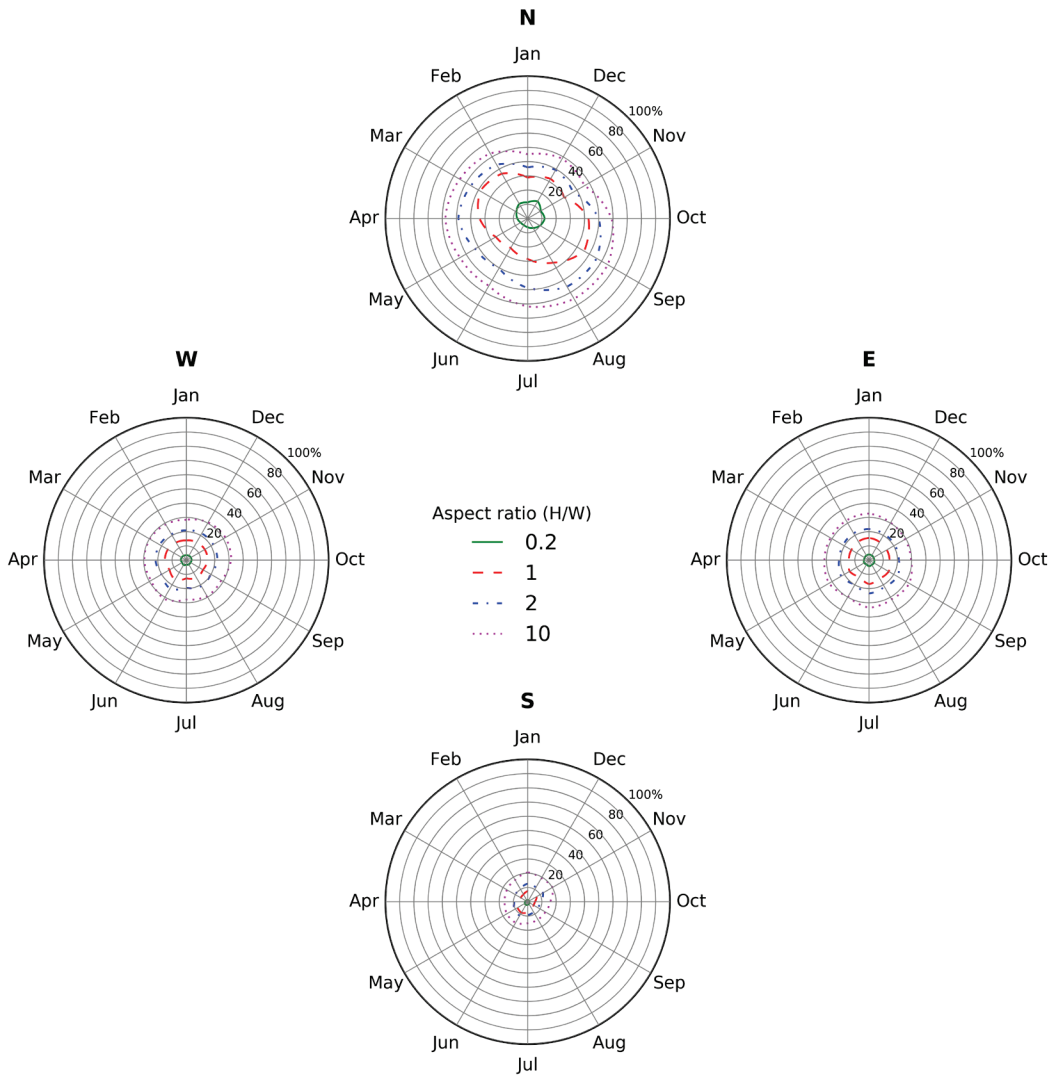 N
Jan
Feb
Dec
100%
Mar
80
Nov
60
40
20
Apr
Oct
May
Sep
Jun
Aug
Jul
W
Jan
Feb
Dec
100%
Mar
80
Nov
60
40
20
Apr
Oct
May
Sep
Jun
Aug
Jul
E
Jan
Feb
Dec
100%
Mar
80
Nov
60
40
20
Apr
Oct
May
Sep
Jun
Aug
Jul
Aspect ratio (H/W)
0.2
1
2
10
S
Jan
Feb
Dec
100%
Mar
80
Nov
60
40
20
Apr
Oct
May
Sep
Jun
Aug
Jul